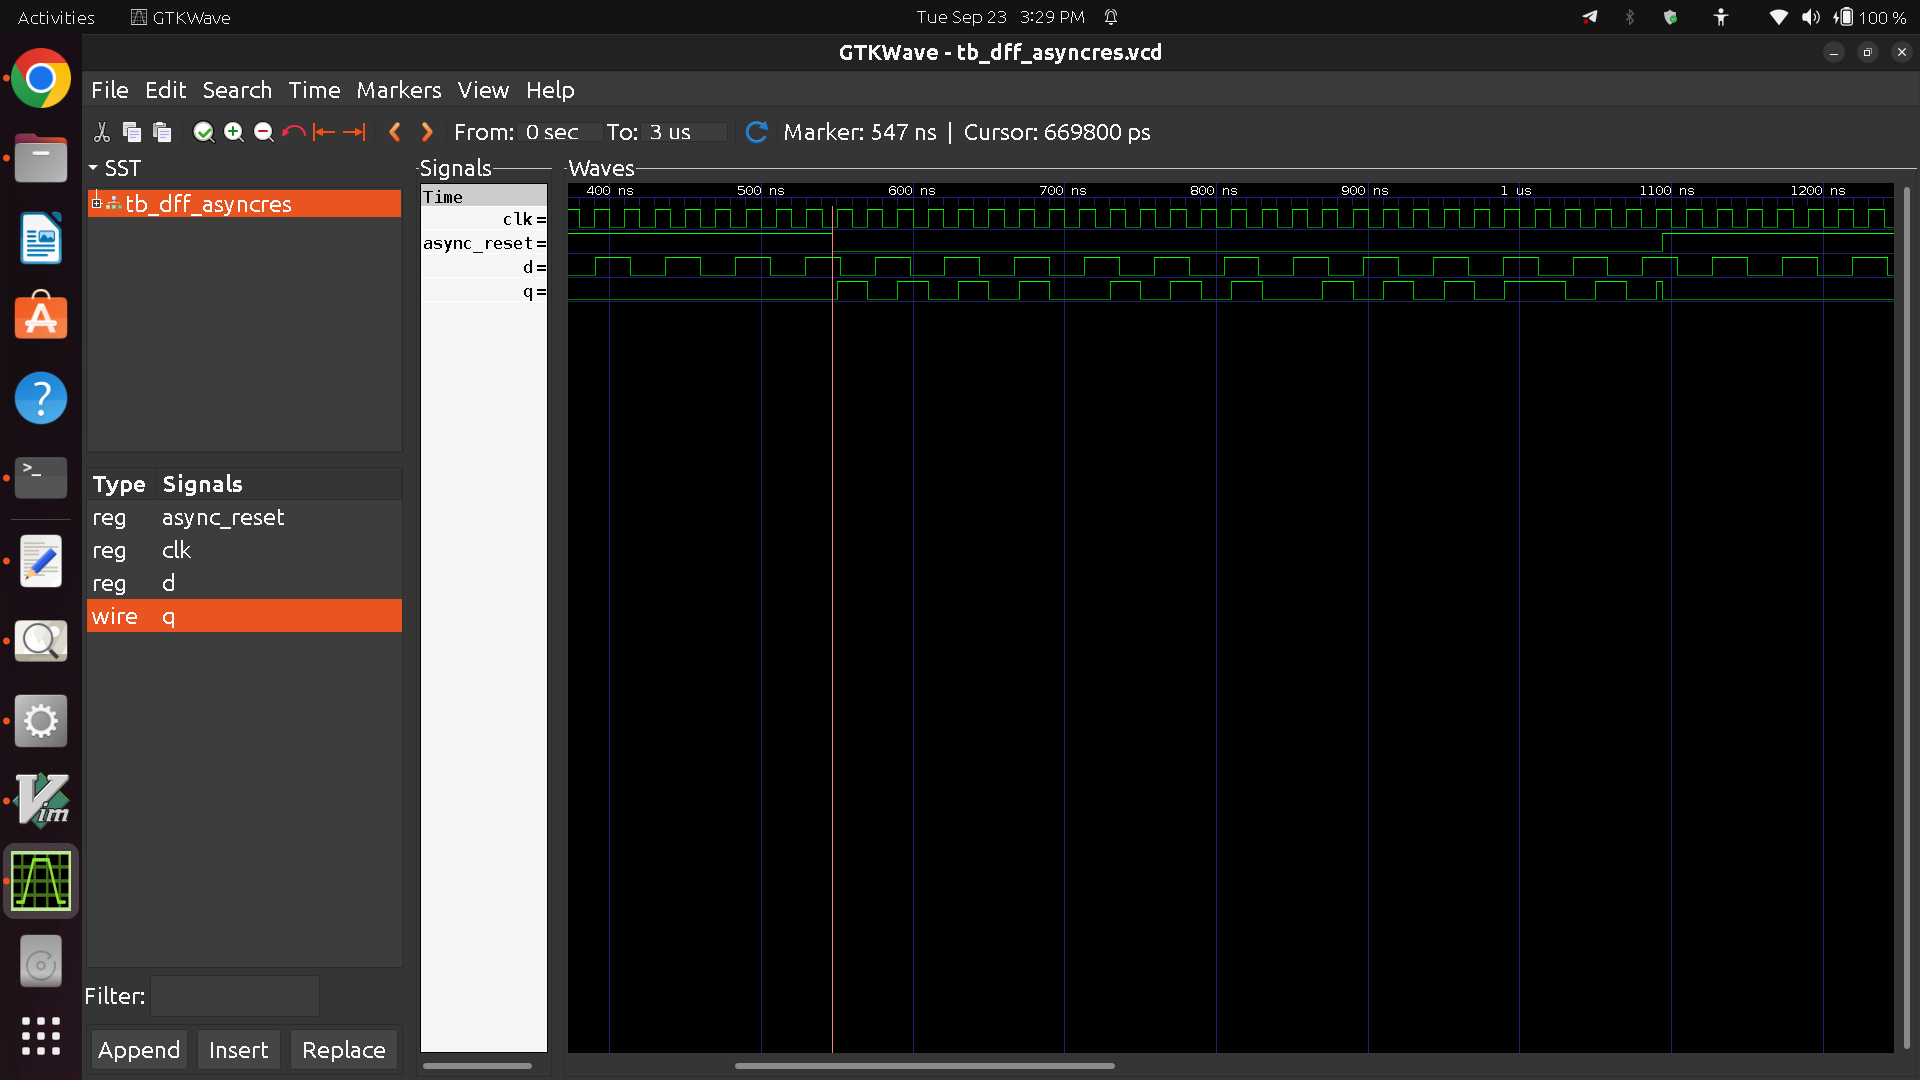 Activities GTKWave Tue Sep 23 3:29 PM 100 %
GTKWave - tb_dff_asyncres.vcd
File Edit Search Time Markers View Help
From: 0 sec To: 3 us Marker: 547 ns | Cursor: 669800 ps
SST
tb_dff_asyncres
Type Signals
reg async_reset
reg clk
reg d
wire q
Filter:
Append Insert Replace
Signals
Time
clk=
async_reset=
d=
q=
Waves
400 ns 500 ns 600 ns 700 ns 800 ns 900 ns 1 us 1100 ns 1200 ns
>_
?
Vim